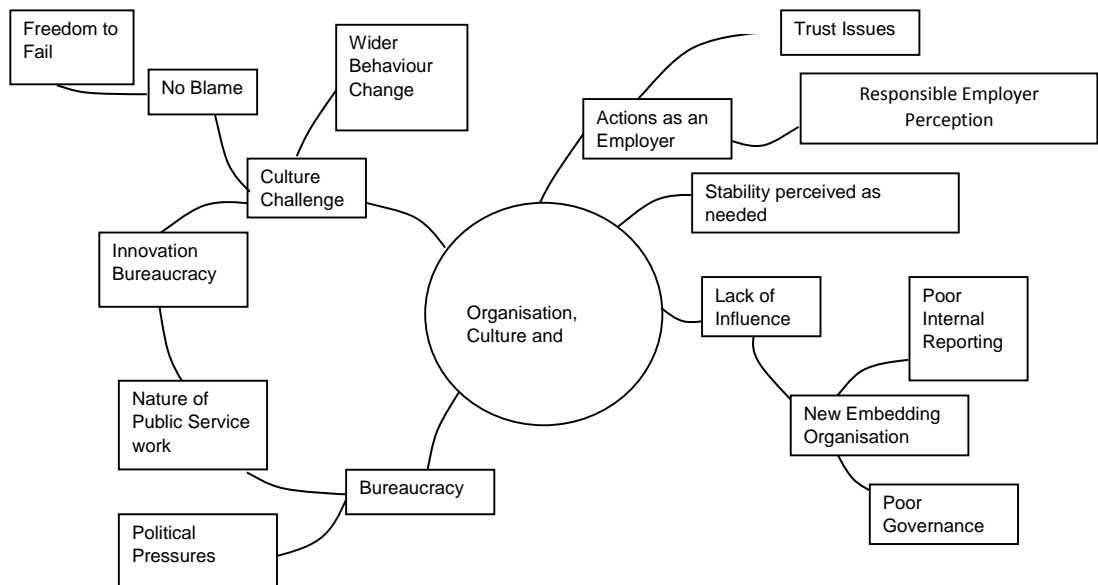 Freedom to
Fail
No Blame
Wider
Behaviour
Change
Culture
Challenge
Innovation
Bureaucracy
Nature of
Public Service
work
Political
Pressures
Bureaucracy
Organisation,
Culture and
Trust Issues
Actions as an
Employer
Responsible Employer
Perception
Stability perceived as
needed
Lack of
Influence
Poor
Internal
Reporting
New Embedding
Organisation
Poor
Governance